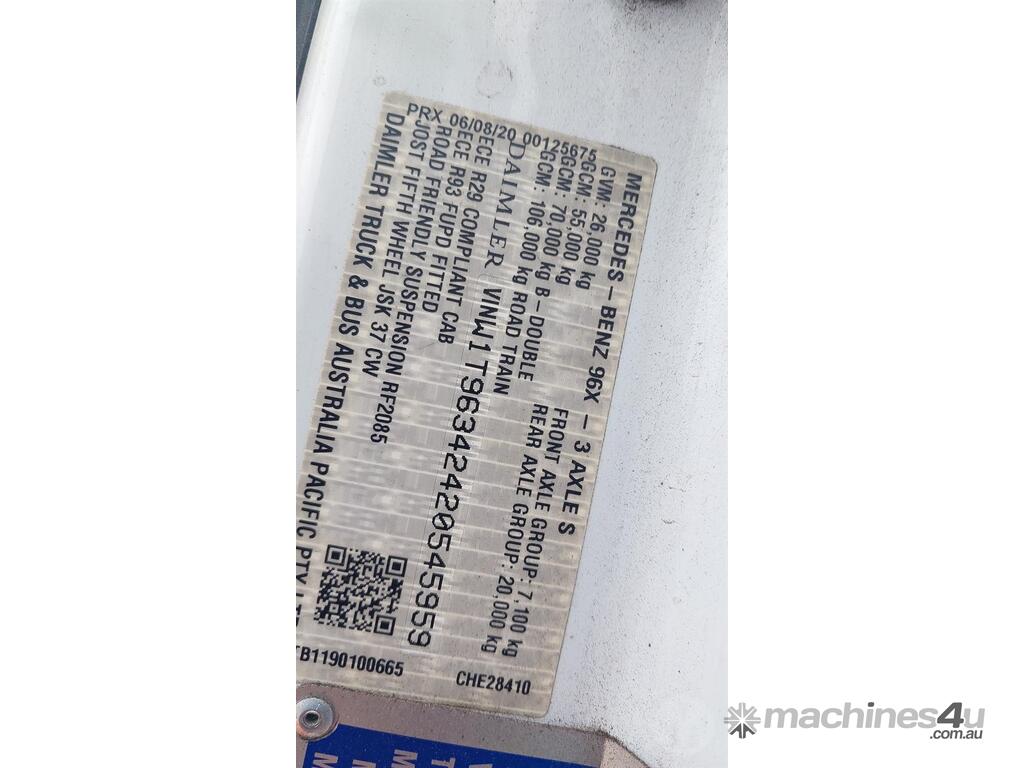 MERCEDES-BENZ 96X - 3 AXLE S
GVM: 26,000 kg FRONT AXLE GROUP: 7,100 kg
GCM: 55,000 kg REAR AXLE GROUP: 20,000 kg
GCM: 70,000 kg B-DOUBLE
GCM: 106,000 kg ROAD TRAIN
DAIMLER VINW1T96342420545959
ECE R29 COMPLIANT CAB
ECE R93 FUPD FITTED
ROAD FRIENDLY SUSPENSION RF2085
JOST FIFTH WHEEL JSK 37 CW
DAIMLER TRUCK & BUS AUSTRALIA PACIFIC PTY
PRX 06/08/20 00125675
TB1190100665
CHE28410
machines4u
.com.au